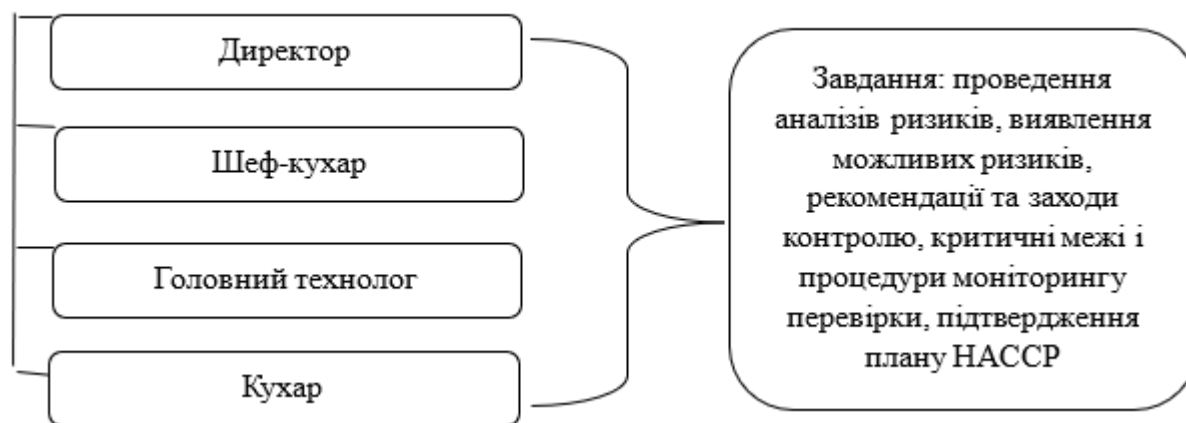 Директор
Шеф-кухар
Головний технолог
Кухар
Завдання: проведення
аналізів ризиків, виявлення
можливих ризиків,
рекомендації та заходи
контролю, критичні межі і
процедури моніторингу
перевірки, підтвердження
плану НАССР